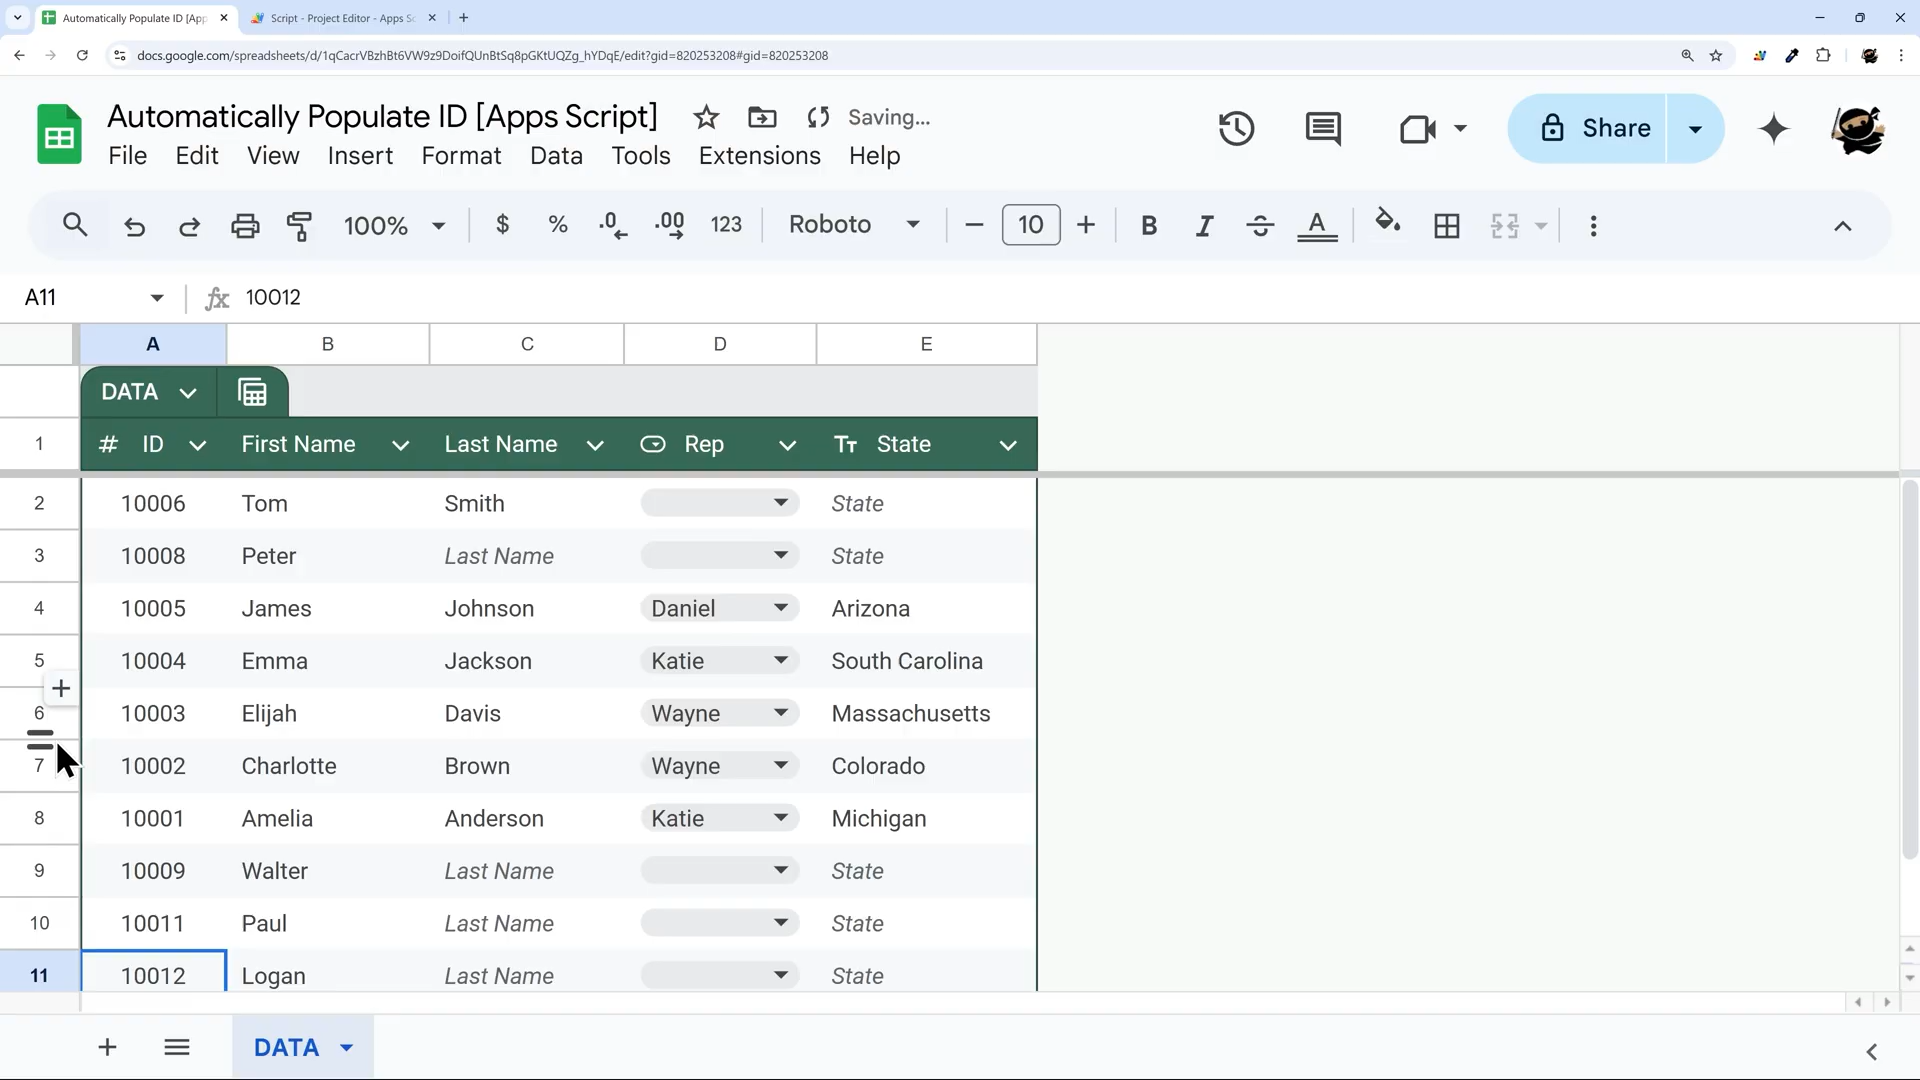 Automatically Populate ID [App
Script - Project Editor - Apps Sc
docs.google.com/spreadsheets/d/1qCacrVBzhBt6VW9z9DoifQUnBtSq8pGKtUQZg_hYDqE/edit?gid=820253208#gid=820253208
Automatically Populate ID [Apps Script] Saving...
File Edit View Insert Format Data Tools Extensions Help
Share
100% $ % .0 .00 123 Roboto 10 B I A
A11 fx 10012
A B C D E
DATA
1 # ID First Name Last Name Rep Tт State
2 10006 Tom Smith State
3 10008 Peter Last Name State
4 10005 James Johnson Daniel Arizona
5 10004 Emma Jackson Katie South Carolina
6 10003 Elijah Davis Wayne Massachusetts
7 10002 Charlotte Brown Wayne Colorado
8 10001 Amelia Anderson Katie Michigan
9 10009 Walter Last Name State
10 10011 Paul Last Name State
11 10012 Logan Last Name State
DATA